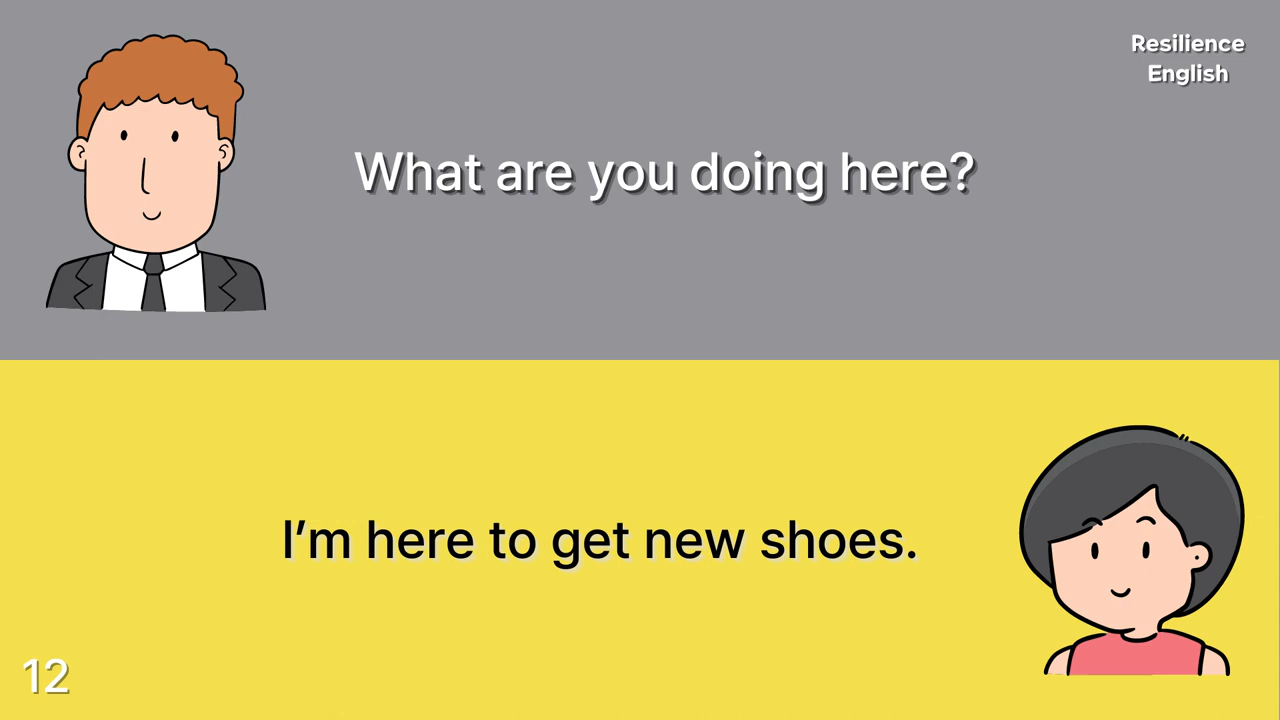 Resilience
English
What are you doing here?
I’m here to get new shoes.
12